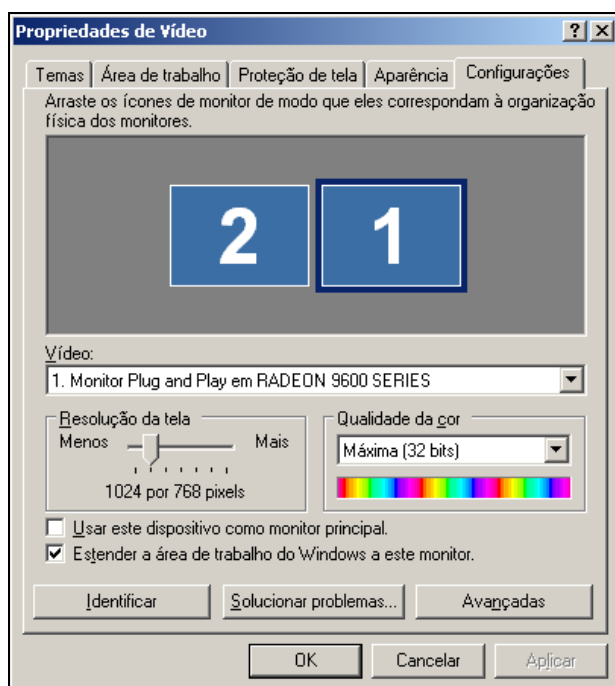 Propriedades de Vídeo
Temas Área de trabalho Proteção de tela Aparência Configurações
Arraste os ícones de monitor de modo que eles correspondam à organização
física dos monitores.
2 1
Vídeo:
1. Monitor Plug and Play em RADEON 9600 SERIES
Resolução da tela
Menos Mais
1024 por 768 pixels
Qualidade da cor
Máxima (32 bits)
Usar este dispositivo como monitor principal.
Estender a área de trabalho do Windows a este monitor.
Identificar Solucionar problemas... Avançadas
OK Cancelar Aplicar